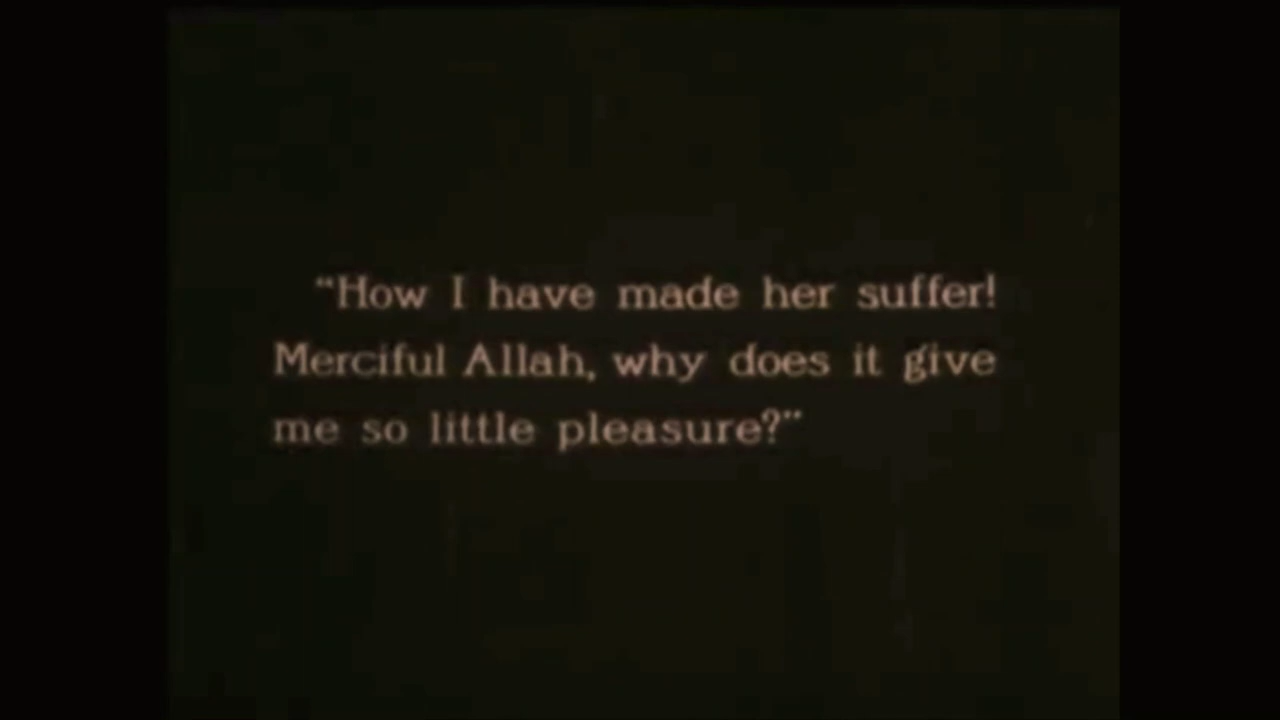 “How I have made her suffer!
Merciful Allah, why does it give
me so little pleasure?”